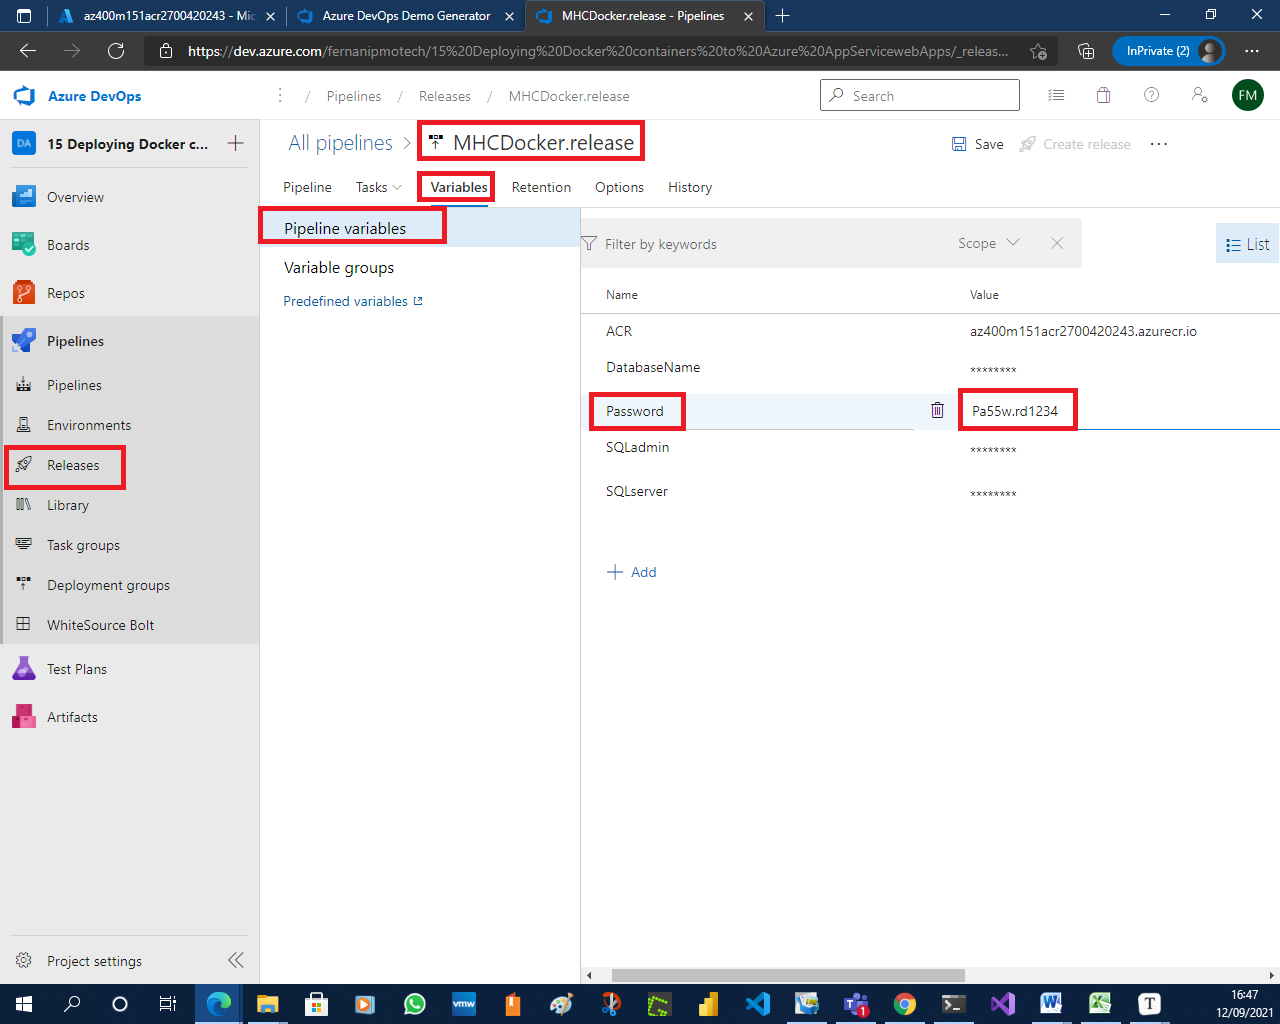 az400m151acr2700420243 - Mic
Azure DevOps Demo Generator
MHCDocker.release - Pipelines
https://dev.azure.com/fernanipmotech/15%20Deploying%20Docker%20containers%20to%20Azure%20AppServicewebApps/_releas...
InPrivate (2)
Azure DevOps
/ Pipelines / Releases / MHCDocker.release
Search
FM
DA
15 Deploying Docker c...
All pipelines > MHCDocker.release
Save
Create release
Pipeline
Tasks
Variables
Retention
Options
History
Overview
Boards
Repos
Pipelines
Pipelines
Environments
Releases
Library
Task groups
Deployment groups
WhiteSource Bolt
Test Plans
Artifacts
Project settings
Pipeline variables
Variable groups
Predefined variables
Filter by keywords
Scope
List
Name Value
ACR az400m151acr2700420243.azurecr.io
DatabaseName ********
Password Pa55w.rd1234
SQLadmin ********
SQLserver ********
+ Add
vmw
1
T
16:47
12/09/2021